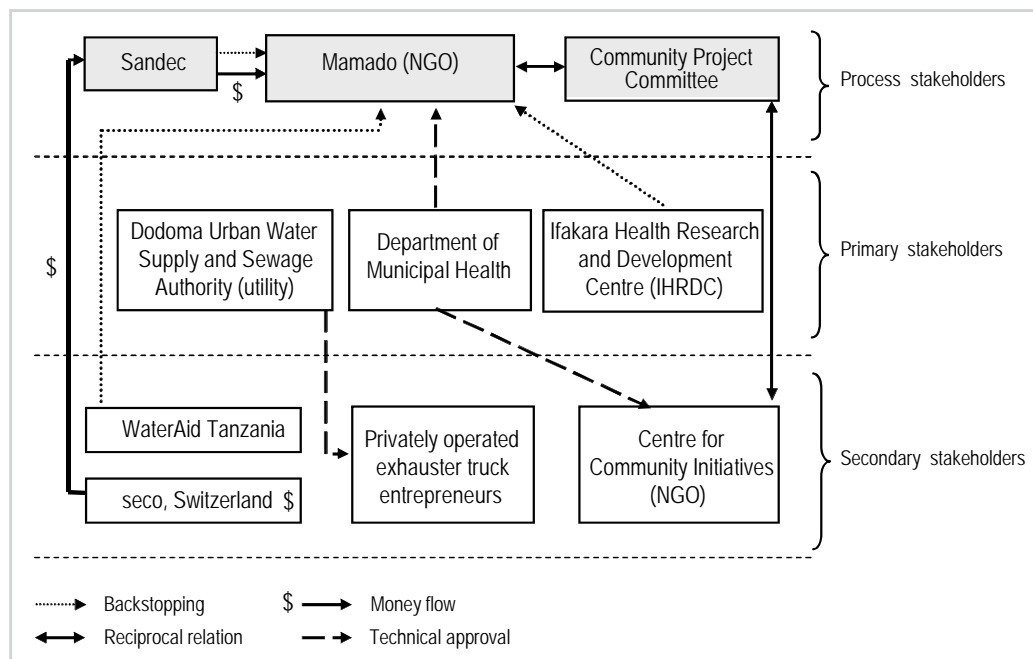 Sandec
$
Mamado (NGO)
Community Project
Committee
Process stakeholders
Dodoma Urban Water
Supply and Sewage
Authority (utility)
Department of
Municipal Health
Ifakara Health Research
and Development
Centre (IHRDC)
Primary stakeholders
$
WaterAid Tanzania
seco, Switzerland $
Privately operated
exhauster truck
entrepreneurs
Centre for
Community Initiatives
(NGO)
Secondary stakeholders
Backstopping
$ Money flow
Reciprocal relation
Technical approval